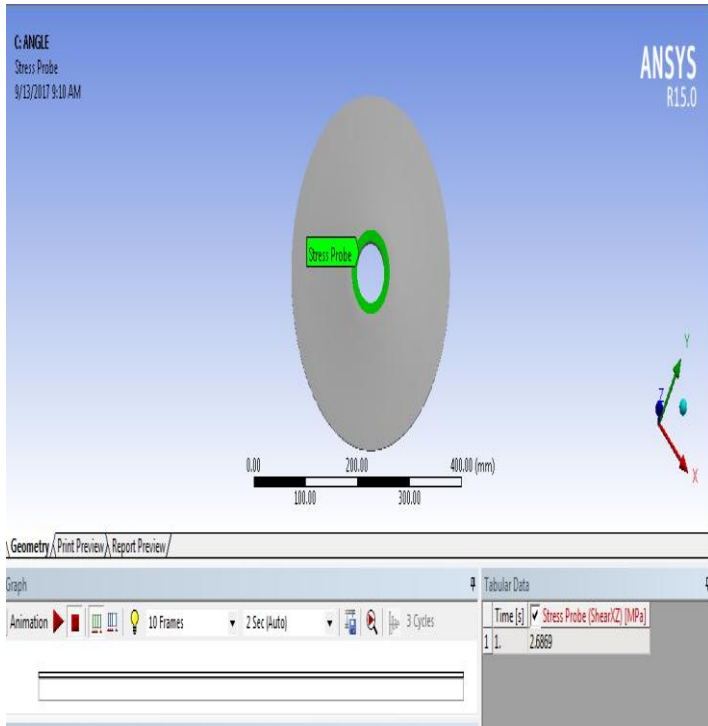 C: ANGLE
Stress Probe
9/13/2017 9:10 AM
ANSYS
R15.0
Stress Probe
Y
Z
X
0.00 200.00 400.00 (mm)
100.00 300.00
Geometry Print Preview Report Preview
Graph
Animation 10 Frames 2 Sec (Auto) 3 Cycles
Tabular Data
Time [s] Stress Probe (ShearXZ) [MPa]
1 1. 2.6869